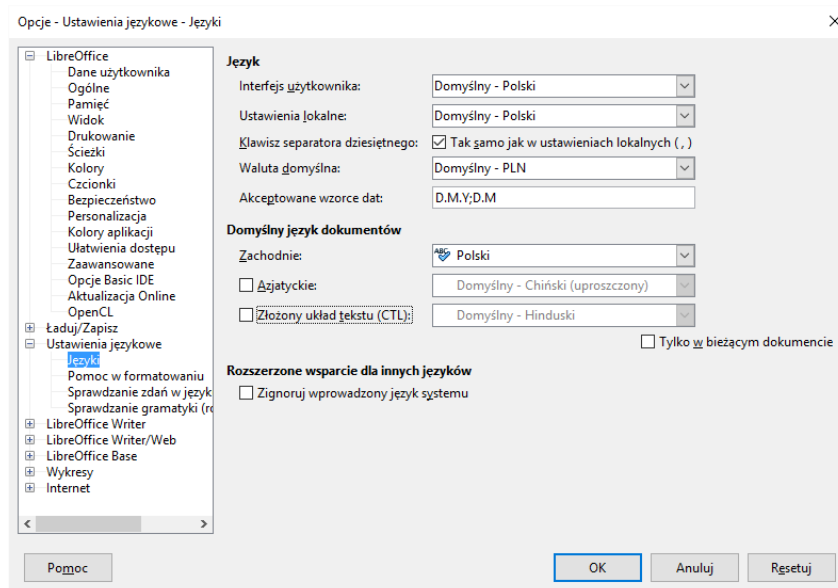 Opcje - Ustawienia językowe - Języki
LibreOffice
Dane użytkownika
Ogólne
Pamięć
Widok
Drukowanie
Ścieżki
Kolory
Czcionki
Bezpieczeństwo
Personalizacja
Kolory aplikacji
Ułatwienia dostępu
Zaawansowane
Opcje Basic IDE
Aktualizacja Online
OpenCL
Ładuj/Zapisz
Ustawienia językowe
Języki
Pomoc w formatowaniu
Sprawdzanie zdań w język
Sprawdzanie gramatyki (ro
LibreOffice Writer
LibreOffice Writer/Web
LibreOffice Base
Wykresy
Internet
Język
Interfejs użytkownika: Domyślny - Polski
Ustawienia lokalne: Domyślny - Polski
Klawisz separatora dziesiętnego: Tak samo jak w ustawieniach lokalnych ( , )
Waluta domyślna: Domyślny - PLN
Akceptowane wzorce dat: D.M.Y;D.M
Domyślny język dokumentów
Zachodnie: ABC Polski
Azjatyckie: Domyślny - Chiński (uproszczony)
Złożony układ tekstu (CTL): Domyślny - Hinduski
Tylko w bieżącym dokumencie
Rozszerzone wsparcie dla innych języków
Zignoruj wprowadzony język systemu
Pomoc OK Anuluj Resetuj